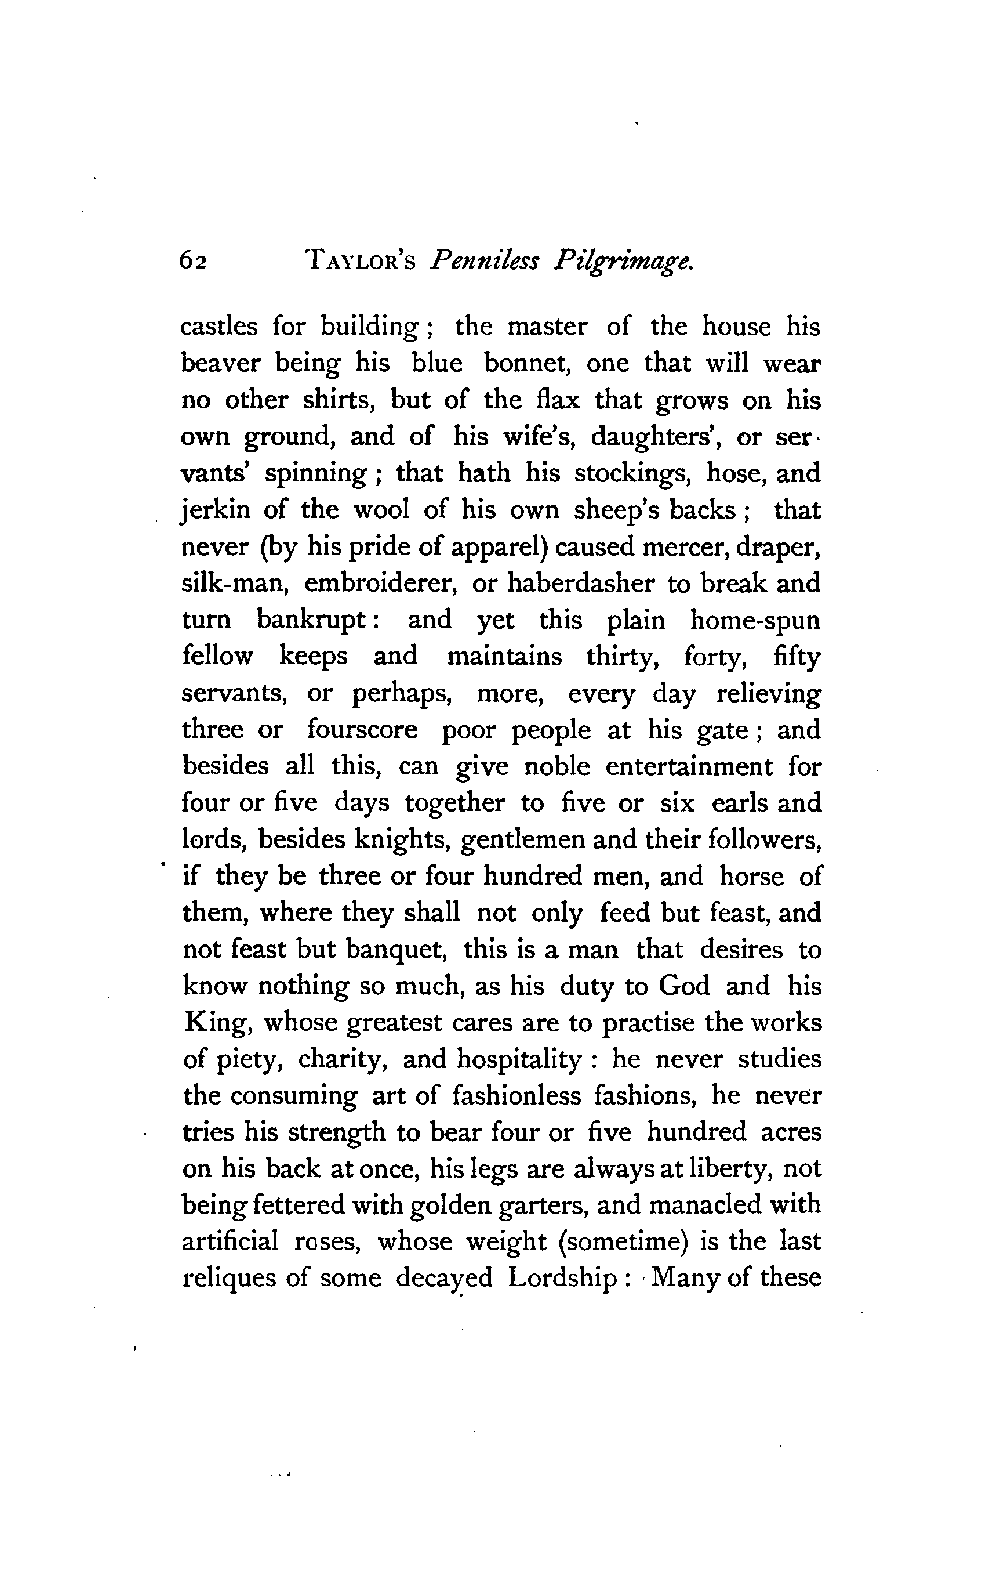 62 TAYLOR'S Penniless Pilgrimage.
castles for building ; the master of the house his
beaver being his blue bonnet, one that will wear
no other shirts, but of the flax that grows on his
own ground, and of his wife's, daughters', or ser-
vants' spinning ; that hath his stockings, hose, and
jerkin of the wool of his own sheep's backs ; that
never (by his pride of apparel) caused mercer, draper,
silk-man, embroiderer, or haberdasher to break and
turn bankrupt : and yet this plain home-spun
fellow keeps and maintains thirty, forty, fifty
servants, or perhaps, more, every day relieving
three or fourscore poor people at his gate ; and
besides all this, can give noble entertainment for
four or five days together to five or six earls and
lords, besides knights, gentlemen and their followers,
if they be three or four hundred men, and horse of
them, where they shall not only feed but feast, and
not feast but banquet, this is a man that desires to
know nothing so much, as his duty to God and his
King, whose greatest cares are to practise the works
of piety, charity, and hospitality : he never studies
the consuming art of fashionless fashions, he never
tries his strength to bear four or five hundred acres
on his back at once, his legs are always at liberty, not
being fettered with golden garters, and manacled with
artificial roses, whose weight (sometime) is the last
reliques of some decayed Lordship : Many of these